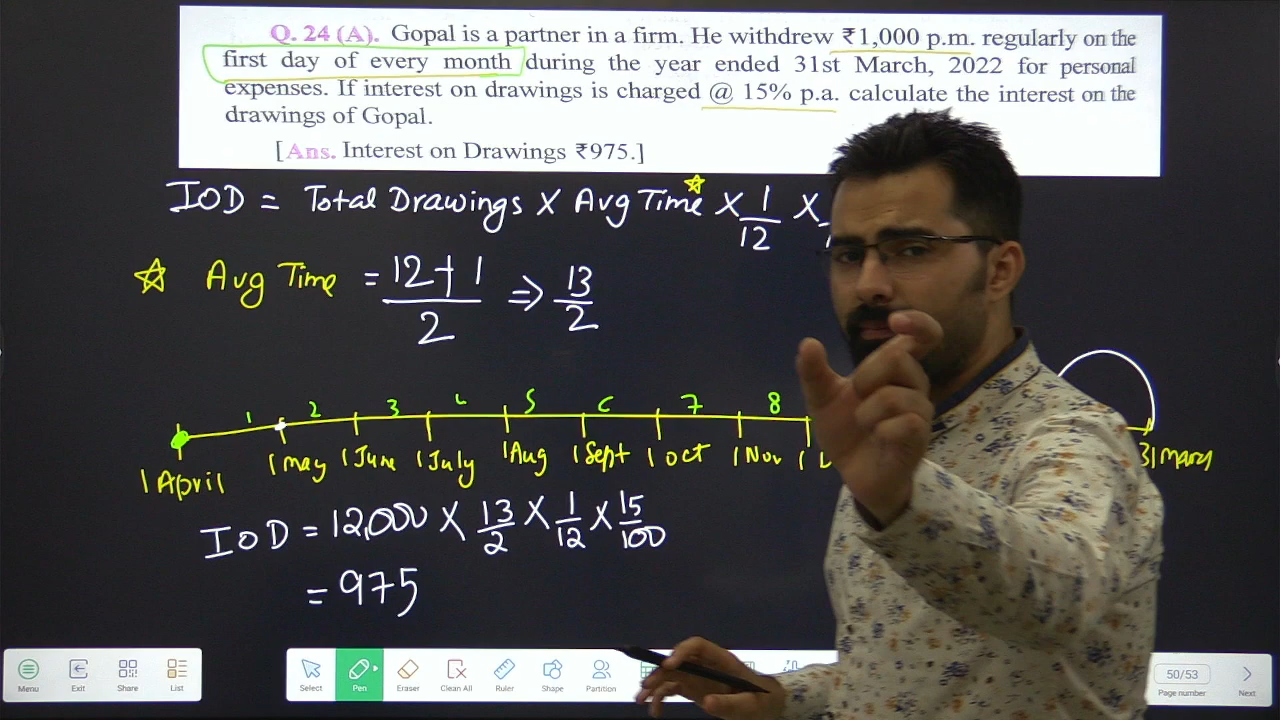 Q. 24 (A). Gopal is a partner in a firm. He withdrew ₹1,000 p.m. regularly on the
first day of every month during the year ended 31st March, 2022 for personal
expenses. If interest on drawings is charged @ 15% p.a. calculate the interest on the
drawings of Gopal.
[Ans. Interest on Drawings ₹975.]
IOD = Total Drawings X Avg Time X 1/12 X
Avg Time = 12+1/2 ⇒ 13/2
1 2 3 5 7 8
1 April 1 May 1 June 1 July 1 Aug 1 Sept 1 Oct 1 Nov 1 31 March
IOD = 12,000 X 13/2 X 1/12 X 15/100
= 975
Menu Exit Share List Select Pen Eraser Clean All Ruler Shape Partition 50/53 Page number Next